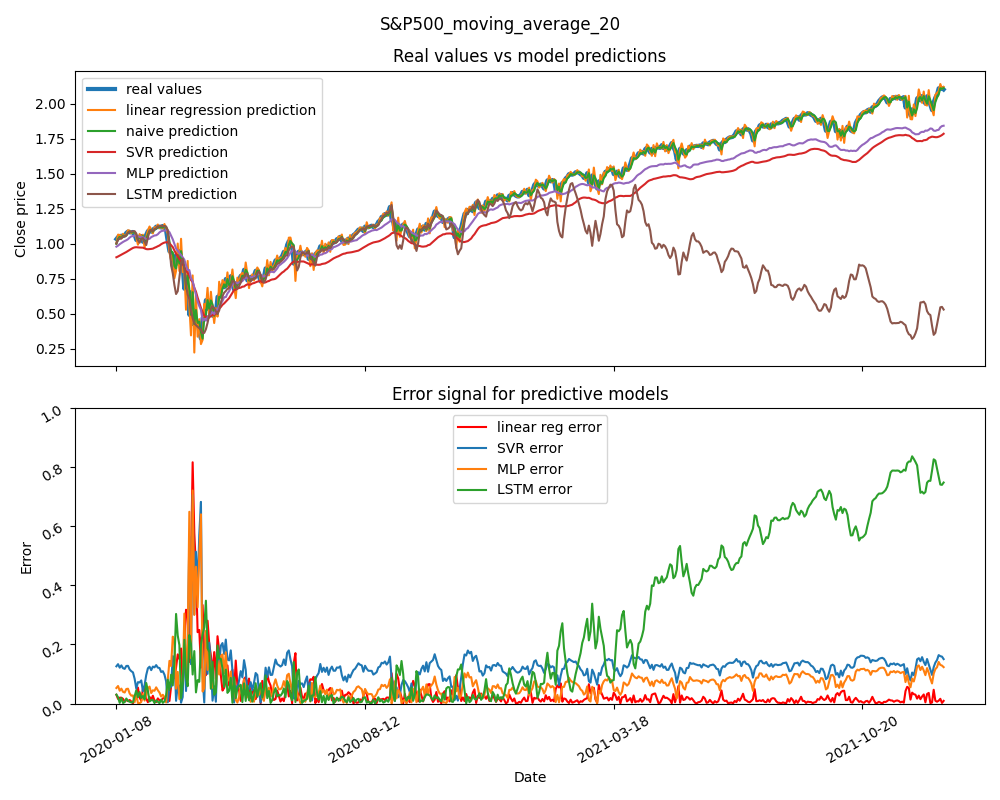 S&P500_moving_average_20
Real values vs model predictions
real values
linear regression prediction
naive prediction
SVR prediction
MLP prediction
LSTM prediction
Close price
2.00
1.75
1.50
1.25
1.00
0.75
0.50
0.25
Error signal for predictive models
linear reg error
SVR error
MLP error
LSTM error
Error
1.0
0.8
0.6
0.4
0.2
0.0
2020-01-08
2020-08-12
2021-03-18
2021-10-20
Date